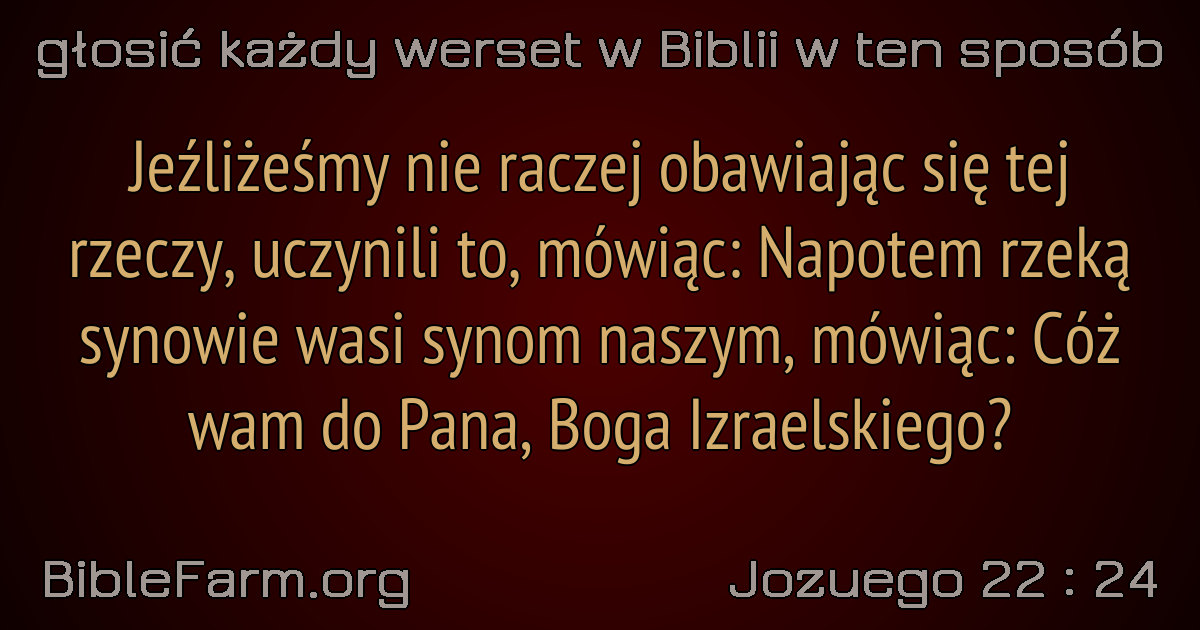 głosić każdy werset w Biblii w ten sposób
Jeźliżeśmy nie raczej obawiając się tej
rzeczy, uczynili to, mówiąc: Napotem rzeką
synowie wasi synom naszym, mówiąc: Cóż
wam do Pana, Boga Izraelskiego?
BibleFarm.org
Jozuego 22 : 24